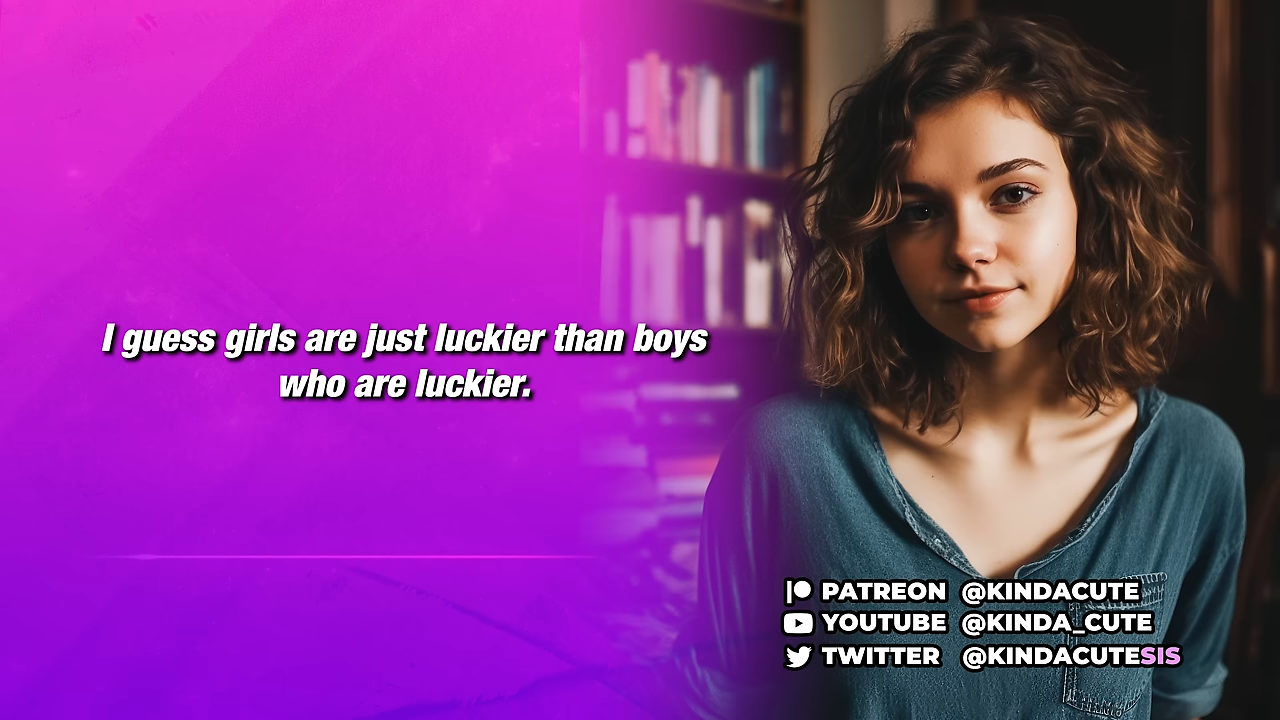 I guess girls are just luckier than boys
who are luckier.
PATREON @KINDACUTE
YOUTUBE @KINDA_CUTE
TWITTER @KINDACUTESIS